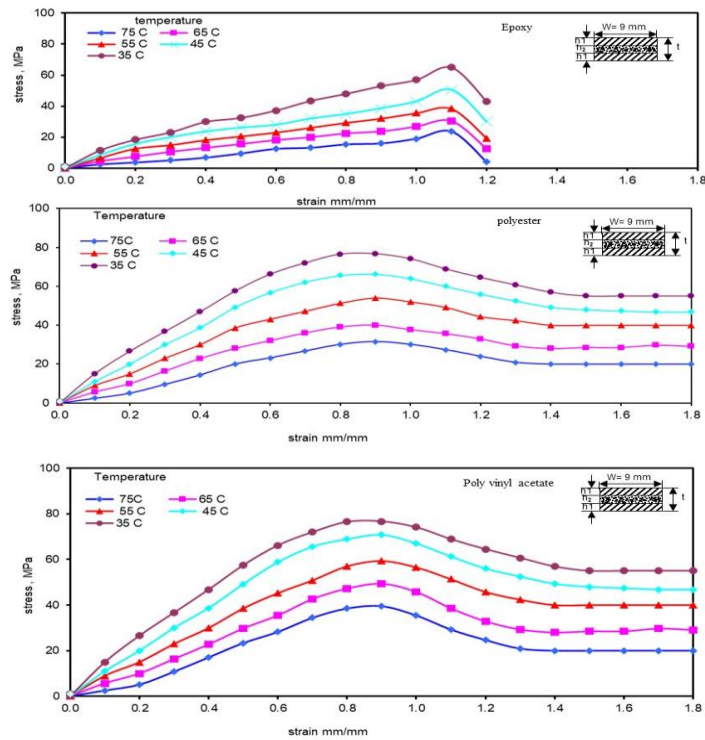 temperature
75 C 65 C
55 C 45 C
35 C
Epoxy
W= 9 mm
h1
h2
h1
t
stress, MPa
100
80
60
40
20
0
0.0 0.2 0.4 0.6 0.8 1.0 1.2 1.4 1.6 1.8
strain mm/mm
Temperature
75C 65 C
55 C 45 C
35 C
polyester
W= 9 mm
h1
h2
h1
t
stress, MPa
100
80
60
40
20
0
0.0 0.2 0.4 0.6 0.8 1.0 1.2 1.4 1.6 1.8
strain mm/mm
Temperature
75C 65 C
55 C 45 C
35 C
Poly vinyl acetate
W= 9 mm
h1
h2
h1
t
stress , MPa
100
80
60
40
20
0
0.0 0.2 0.4 0.6 0.8 1.0 1.2 1.4 1.6 1.8
strain mm/mm